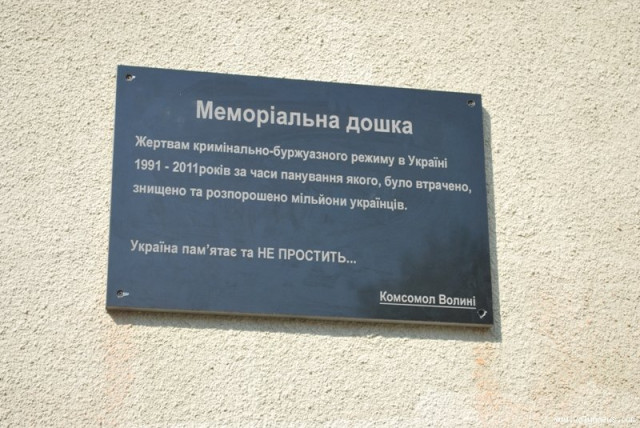 Меморіальна дошка
Жертвам кримінально-буржуазного режиму в Україні
1991 - 2011років за часи панування якого, було втрачено,
знищено та розпорошено мільйони українців.
Україна пам'ятає та НЕ ПРОСТИТЬ...
Комсомол Волині